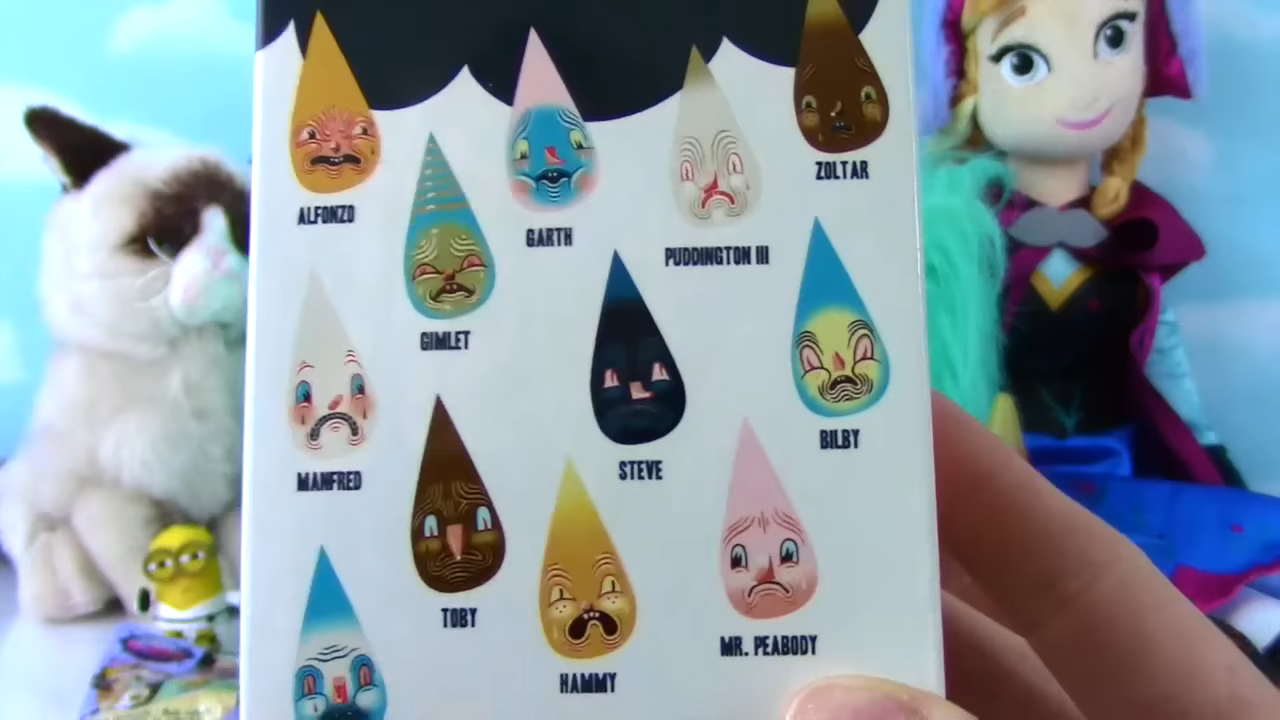 ZOLTAR
ALFONZO
GARTH
PUDDINGTON III
GIMLET
BILBY
STEVE
MANFRED
TOBY
MR. PEABODY
HAMMY